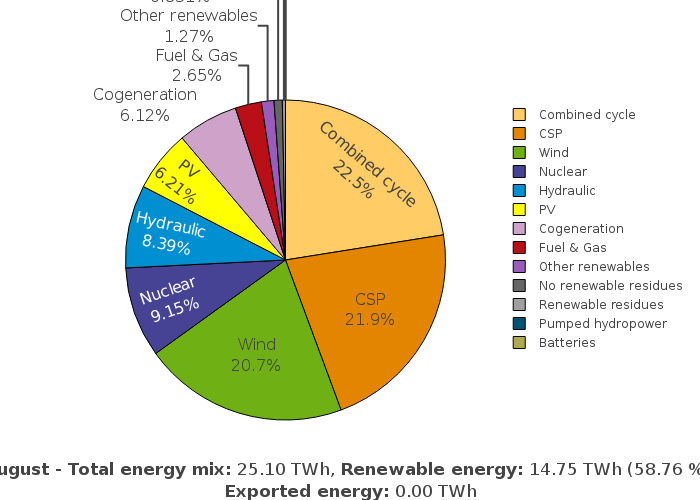 Other renewables
1.27%
Fuel & Gas
2.65%
Cogeneration
6.12%
PV
6.21%
Hydraulic
8.39%
Nuclear
9.15%
Wind
20.7%
CSP
21.9%
Combined cycle
22.5%
Combined cycle
CSP
Wind
Nuclear
Hydraulic
PV
Cogeneration
Fuel & Gas
Other renewables
No renewable residues
Renewable residues
Pumped hydropower
Batteries
ugust - Total energy mix: 25.10 TWh, Renewable energy: 14.75 TWh (58.76 %
Exported energy: 0.00 TWh